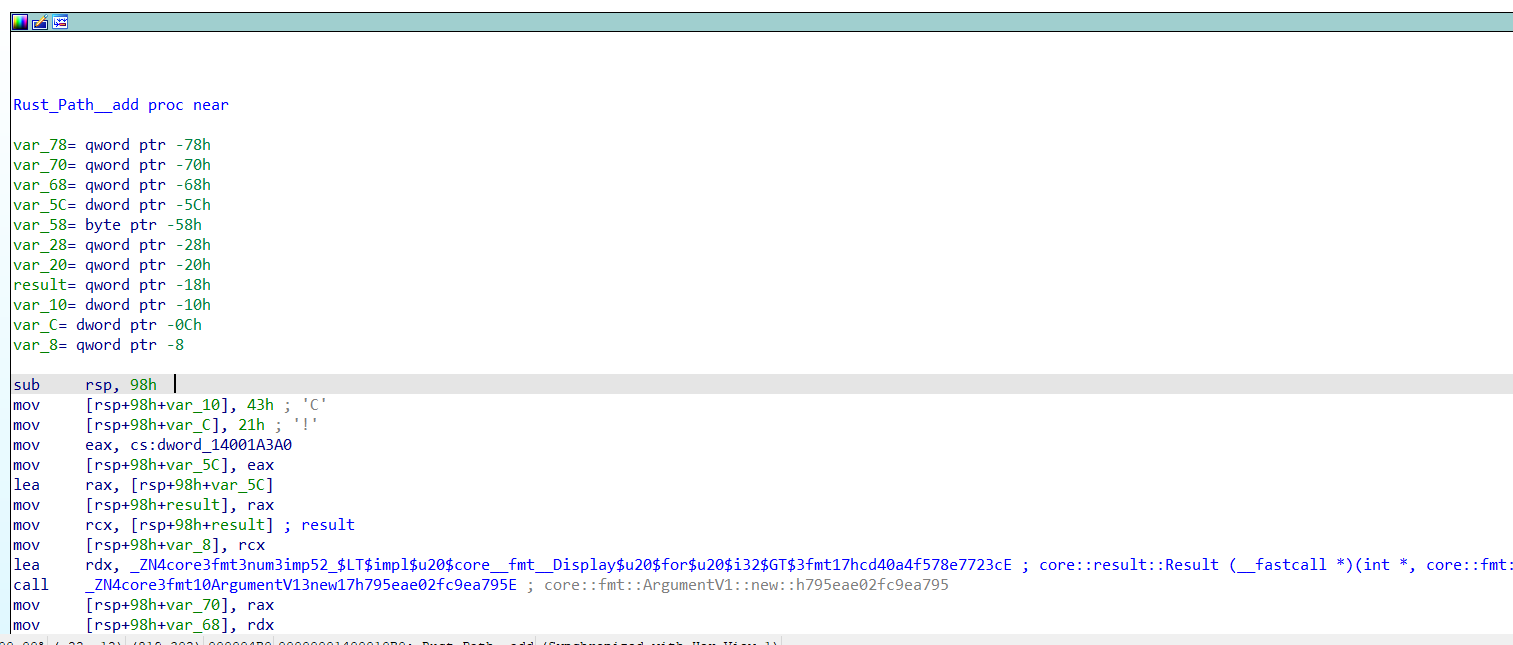 Rust_Path__add proc near
var_78= qword ptr -78h
var_70= qword ptr -70h
var_68= qword ptr -68h
var_5C= dword ptr -5Ch
var_58= byte ptr -58h
var_28= qword ptr -28h
var_20= qword ptr -20h
result= qword ptr -18h
var_10= dword ptr -10h
var_C= dword ptr -0Ch
var_8= qword ptr -8
sub rsp, 98h
mov [rsp+98h+var_10], 43h ; 'C'
mov [rsp+98h+var_C], 21h ; '!'
mov eax, cs:dword_14001A3A0
mov [rsp+98h+var_5C], eax
lea rax, [rsp+98h+var_5C]
mov [rsp+98h+result], rax
mov rcx, [rsp+98h+result] ; result
mov [rsp+98h+var_8], rcx
lea rdx, _ZN4core3fmt3num3imp52_$LT$impl$u20$core__fmt__Display$u20$for$u20$i32$GT$3fmt17hcd40a4f578e7723cE ; core::result::Result (__fastcall *)(int *, core::fmt:
call _ZN4core3fmt10ArgumentV13new17h795eae02fc9ea795E ; core::fmt::ArgumentV1::new::h795eae02fc9ea795
mov [rsp+98h+var_70], rax
mov [rsp+98h+var_68], rdx